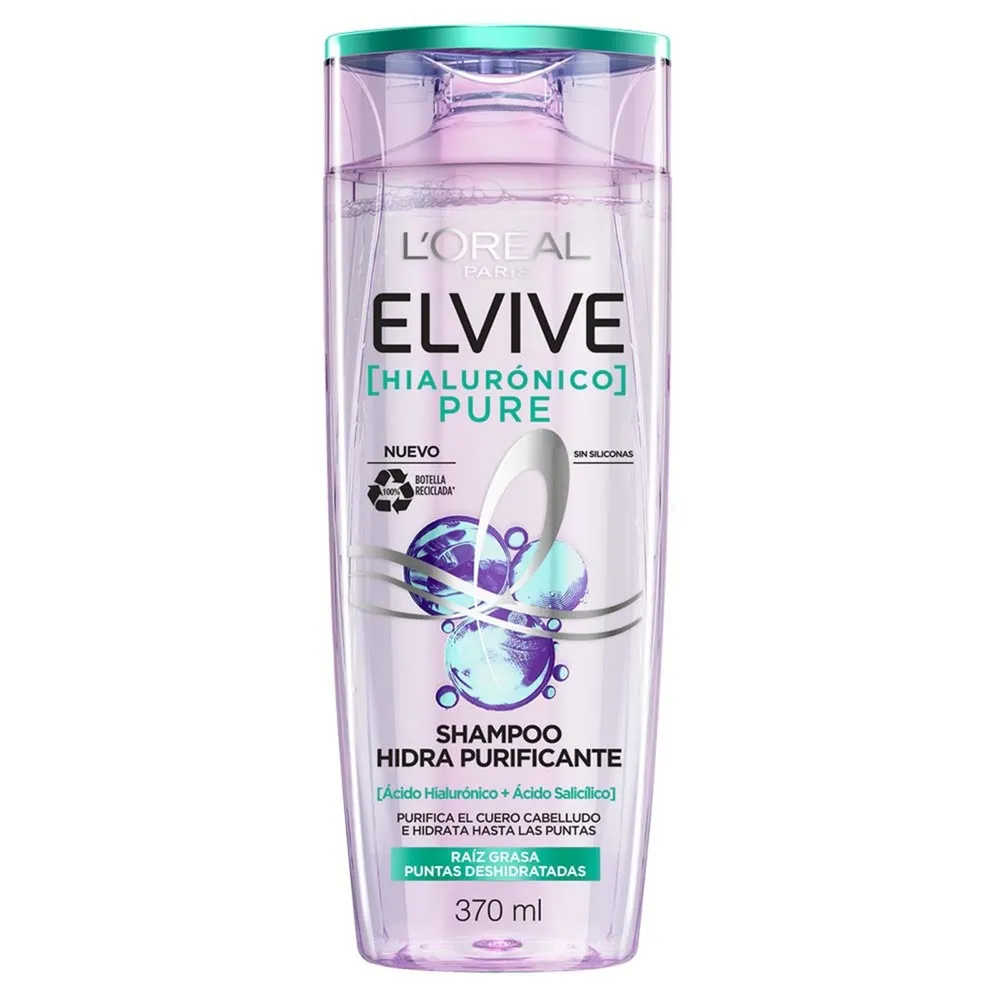 L'ORÉAL
PARIS
ELVIVE
[HIALURÓNICO]
PURE
NUEVO
SIN SILICONAS
100%
BOTELLA
RECICLADA*
SHAMPOO
HIDRA PURIFICANTE
[Ácido Hialurónico + Ácido Salicílico]
PURIFICA EL CUERO CABELLUDO
E HIDRATA HASTA LAS PUNTAS
RAÍZ GRASA
PUNTAS DESHIDRATADAS
370 ml